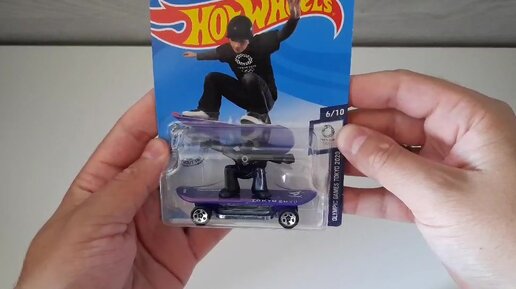 HOT WHEELS
6/10
OLYMPIC GAMES TOKYO 2020
TOKYO 2020